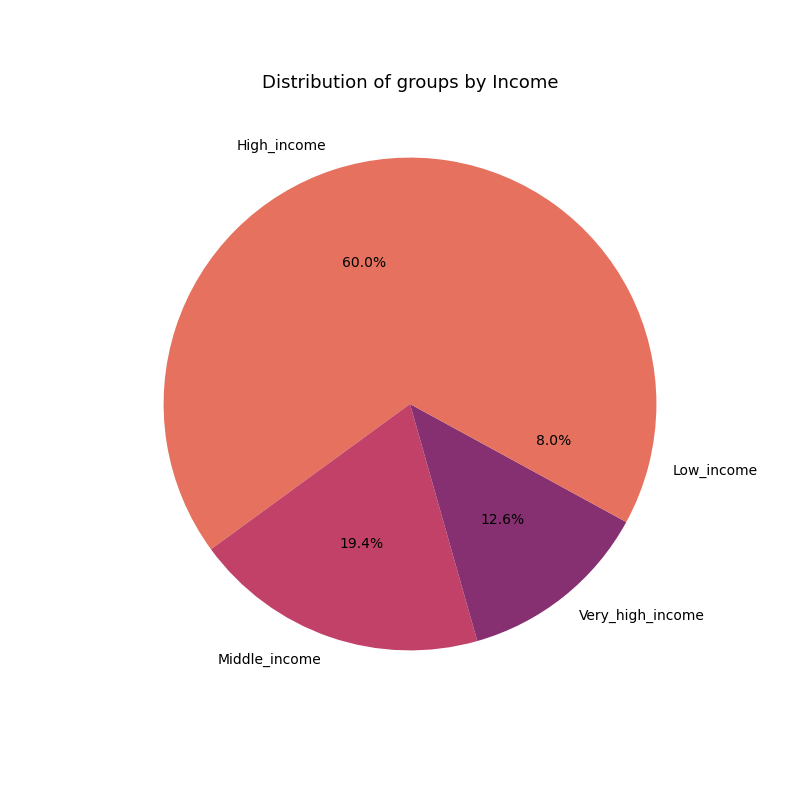 Distribution of groups by Income
High_income
60.0%
8.0%
Low_income
12.6%
19.4%
Very_high_income
Middle_income